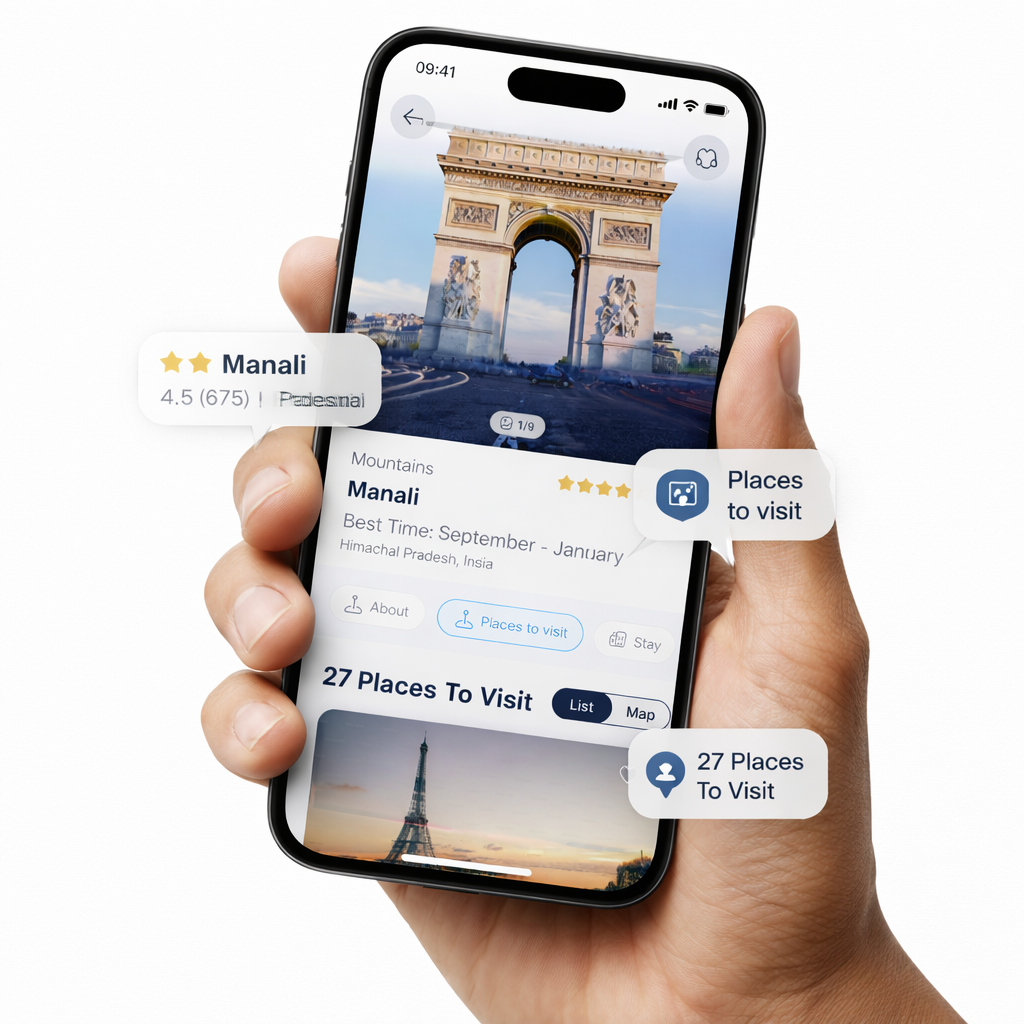 09:41
Manali
4.5 (675) |
1/9
Mountains
Manali
Best Time: September - January
Himachal Pradesh, Insia
Places
to visit
About
Places to visit
Stay
27 Places To Visit
List
Map
27 Places
To Visit